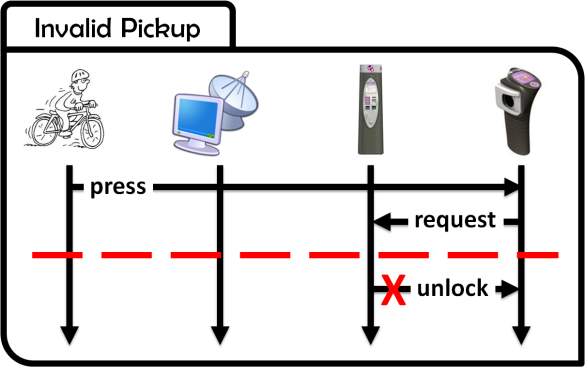 Invalid Pickup
press
request
unlock